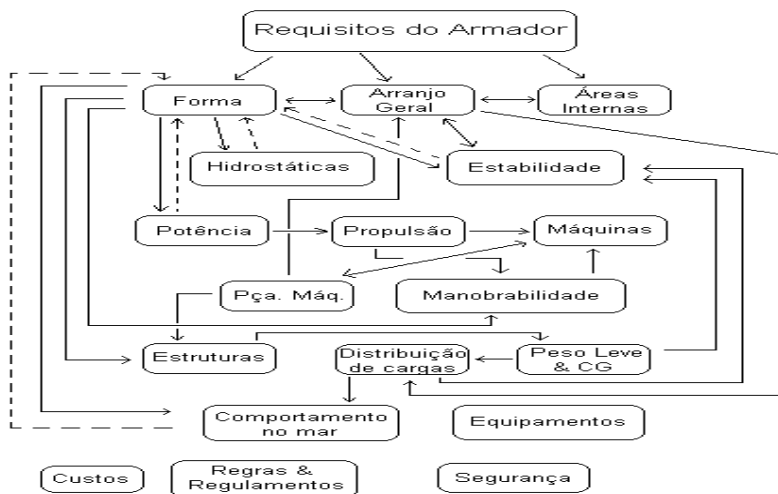 Requisitos do Armador
Forma
Arranjo
Geral
Áreas
Internas
Hidrostáticas
Estabilidade
Potência
Propulsão
Máquinas
Pça. Máq.
Manobrabilidade
Estruturas
Distribuição
de cargas
Peso Leve
& CG
Comportamento
no mar
Equipamentos
Custos
Regras &
Regulamentos
Segurança